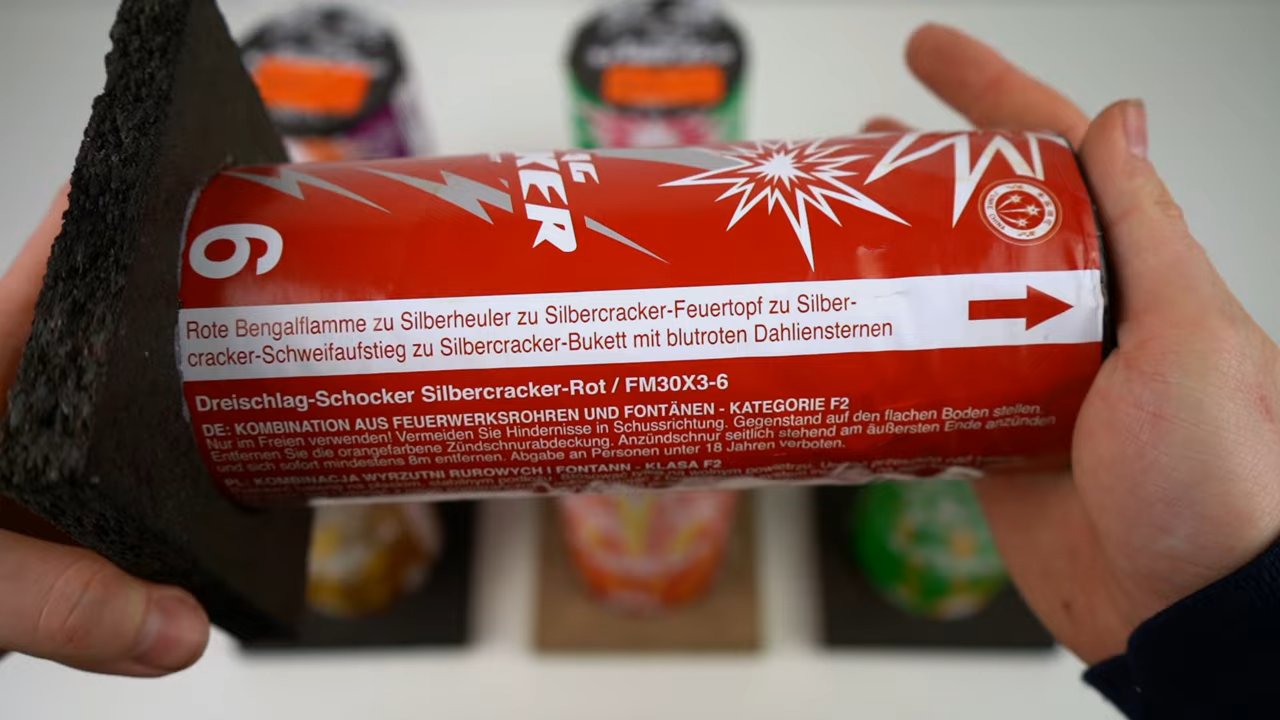 NG
KER
6
Rote Bengalflamme zu Silberheuler zu Silbercracker-Feuertopf zu Silber-
cracker-Schweifaufstieg zu Silbercracker-Bukett mit blutroten Dahliensternen
Dreischlag-Schocker Silbercracker-Rot / FM30X3-6
DE: KOMBINATION AUS FEUERWERKSROHREN UND FONTÄNEN - KATEGORIE F2
Nur im Freien verwenden! Vermeiden Sie Hindernisse in Schussrichtung. Gegenstand auf den flachen Boden stellen.
Entfernen Sie die orangefarbene Zündschnurabdeckung. Anzündschnur seitlich stehend am äußersten Ende anzünden
und sich sofort mindestens 8m entfernen. Abgabe an Personen unter 18 Jahren verboten.
PL: KOMBINACJA WYRZUTNI RUROWYCH I FONTANN - KLASA F2